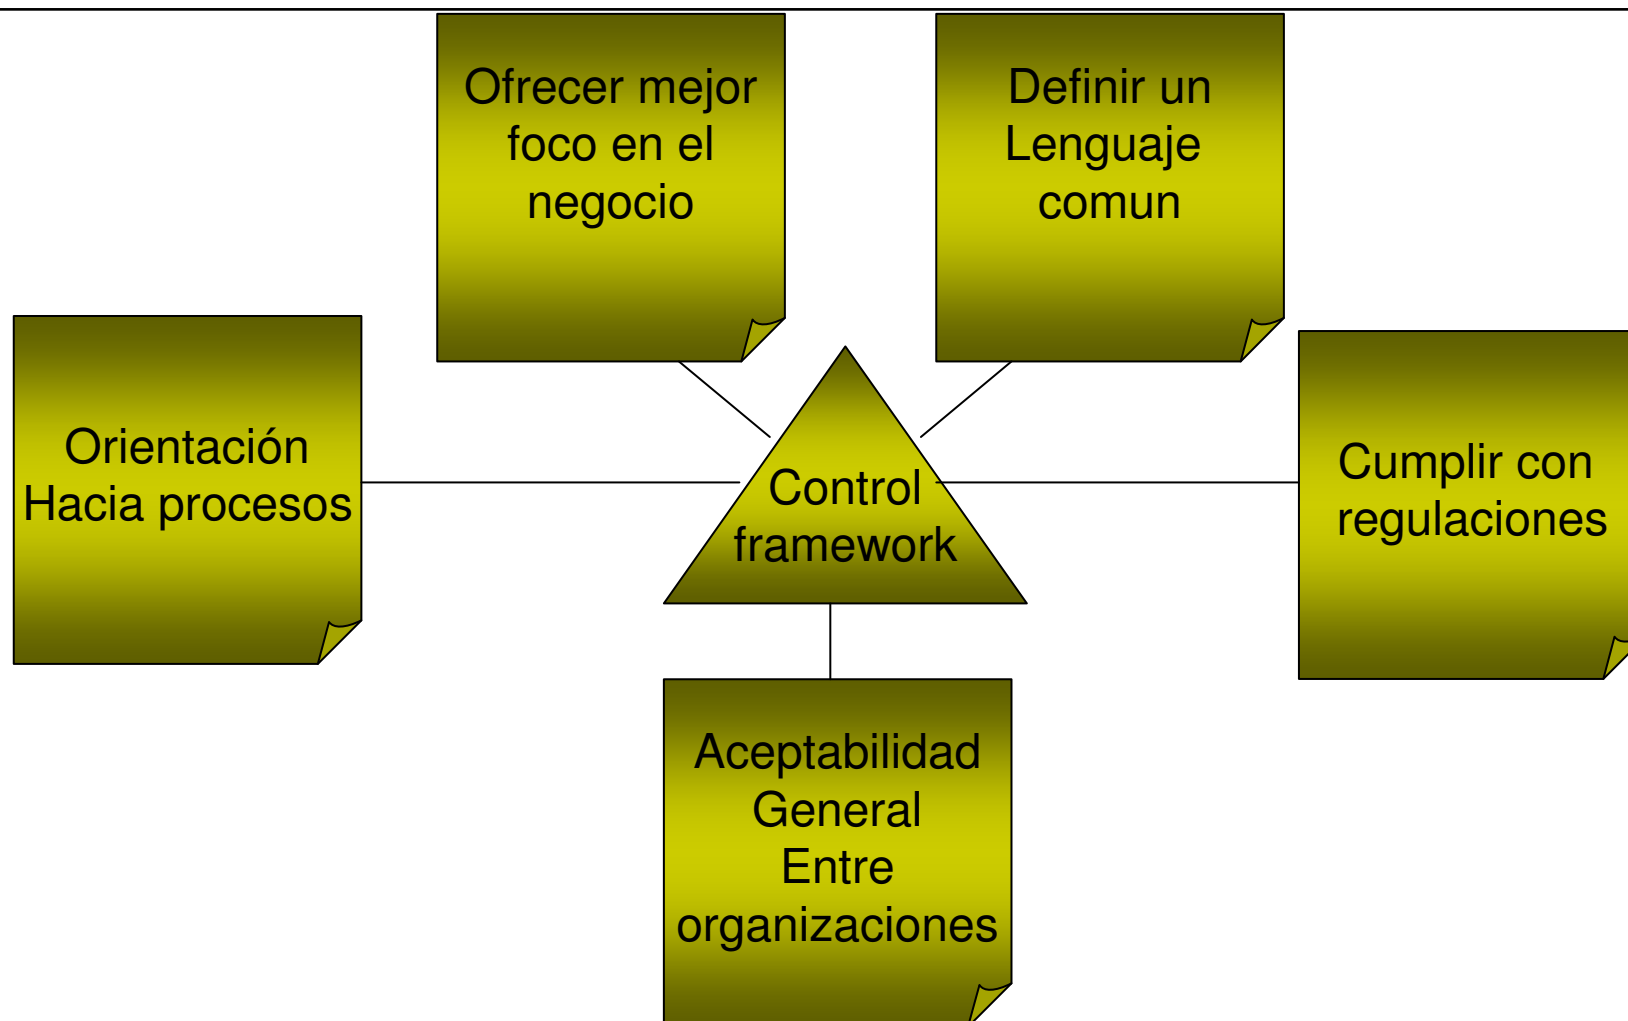 Ofrecer mejor
foco en el
negocio
Definir un
Lenguaje
comun
Orientación
Hacia procesos
Control
framework
Cumplir con
regulaciones
Aceptabilidad
General
Entre
organizaciones